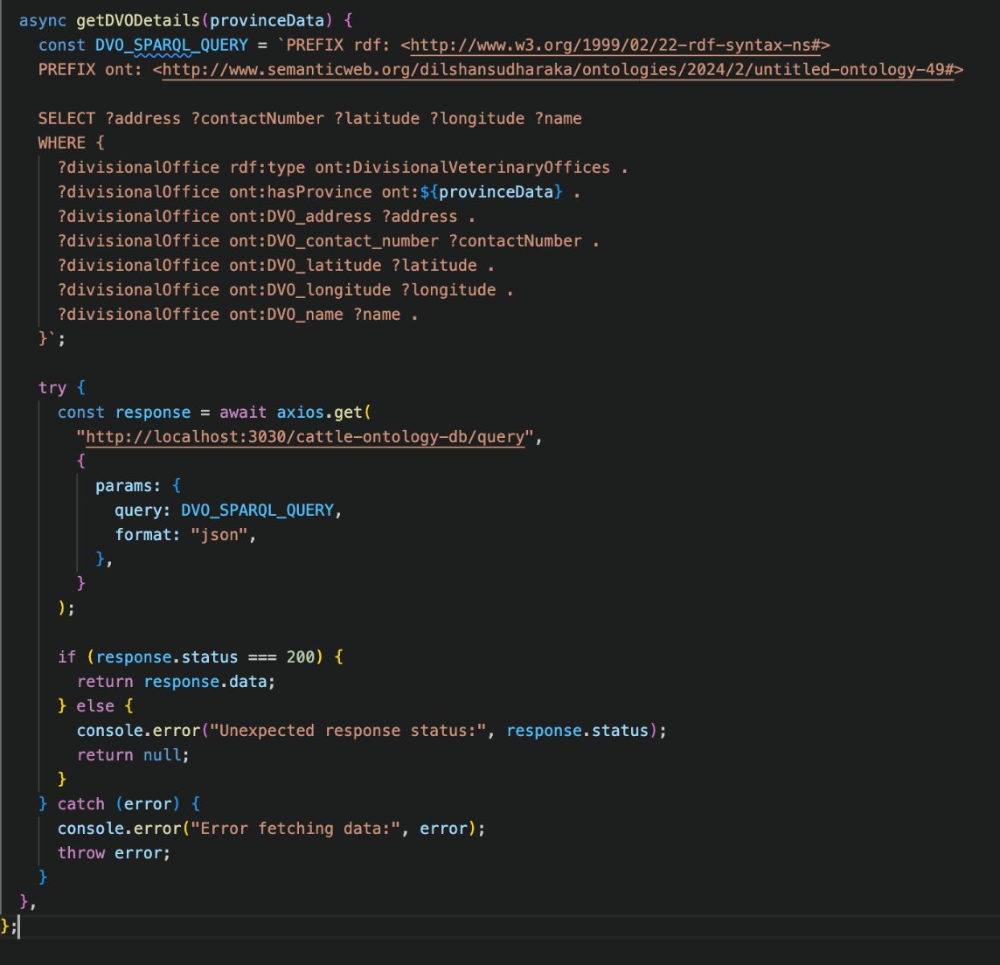 async getDVODetails(provinceData) {
const DVO_SPARQL_QUERY = `PREFIX rdf: <http://www.w3.org/1999/02/22-rdf-syntax-ns#>
PREFIX ont: <http://www.semanticweb.org/dilshansudharaka/ontologies/2024/2/untitled-ontology-49#>
SELECT ?address ?contactNumber ?latitude ?longitude ?name
WHERE {
?divisionalOffice rdf:type ont:DivisionalVeterinaryOffices .
?divisionalOffice ont:hasProvince ont:${provinceData} .
?divisionalOffice ont:DVO_address ?address .
?divisionalOffice ont:DVO_contact_number ?contactNumber .
?divisionalOffice ont:DVO_latitude ?latitude .
?divisionalOffice ont:DVO_longitude ?longitude .
?divisionalOffice ont:DVO_name ?name .
}`;
try {
const response = await axios.get(
"http://localhost:3030/cattle-ontology-db/query",
{
params: {
query: DVO_SPARQL_QUERY,
format: "json",
},
}
);
if (response.status === 200) {
return response.data;
} else {
console.error("Unexpected response status:", response.status);
return null;
}
} catch (error) {
console.error("Error fetching data:", error);
throw error;
}
},
};